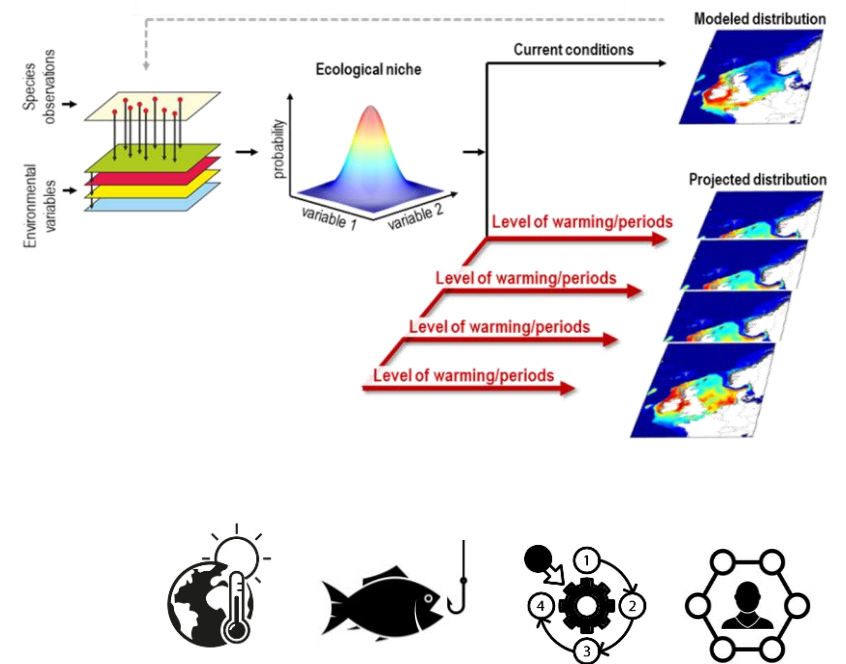 Modeled distribution
Current conditions
Ecological niche
Species
observations
probability
Environmental
variables
variable 1
variable 2
Projected distribution
Level of warming/periods
Level of warming/periods
Level of warming/periods
Level of warming/periods
1
2
3
4